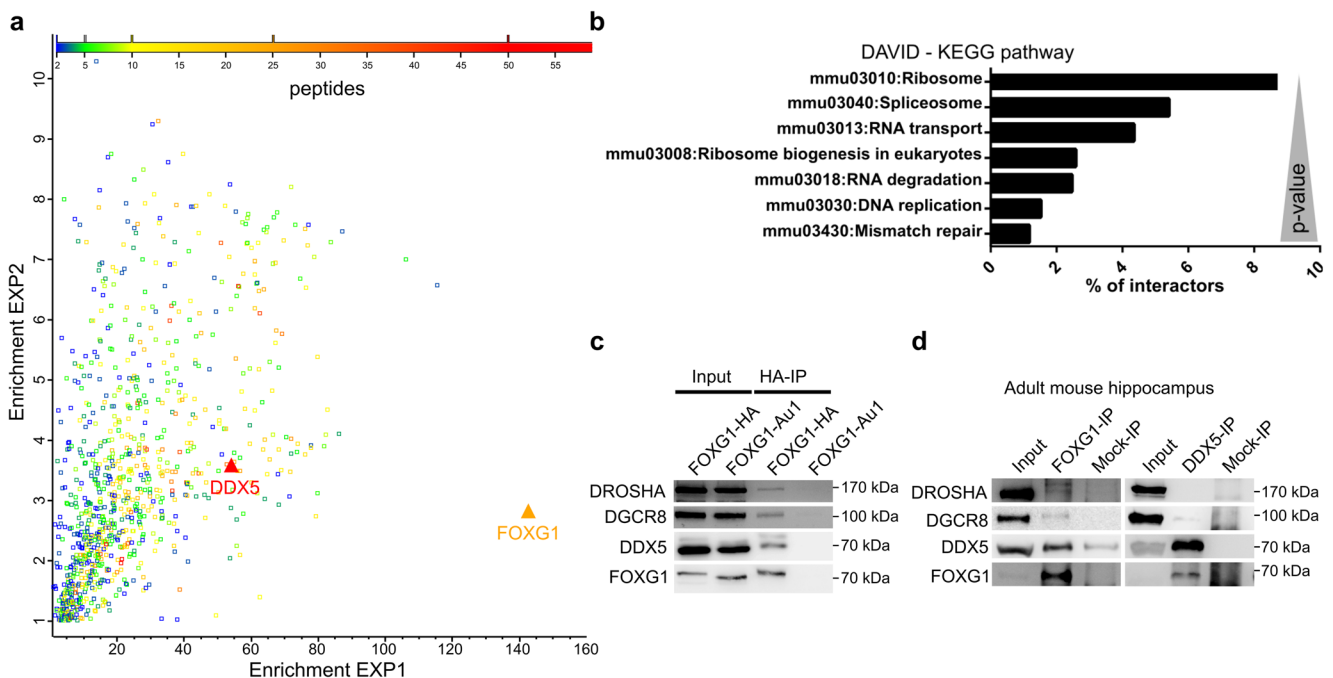 a
2 5 10 15 20 25 30 35 40 45 50 55
peptides
Enrichment EXP2
10
9
8
7
6
5
4
3
2
1
DDX5
FOXG1
20 40 60 80 100 120 140 160
Enrichment EXP1
b
DAVID - KEGG pathway
mmu03010:Ribosome
mmu03040:Spliceosome
mmu03013:RNA transport
mmu03008:Ribosome biogenesis in eukaryotes
mmu03018:RNA degradation
mmu03030:DNA replication
mmu03430:Mismatch repair
p-value
0 2 4 6 8 10
% of interactors
c
Input HA-IP
FOXG1-HA FOXG1-Au1 FOXG1-HA FOXG1-Au1
DROSHA -170 kDa
DGCR8 -100 kDa
DDX5 -70 kDa
FOXG1 -70 kDa
d
Adult mouse hippocampus
Input FOXG1-IP Mock-IP Input DDX5-IP Mock-IP
DROSHA -170 kDa
DGCR8 -100 kDa
DDX5 -70 kDa
FOXG1 -70 kDa